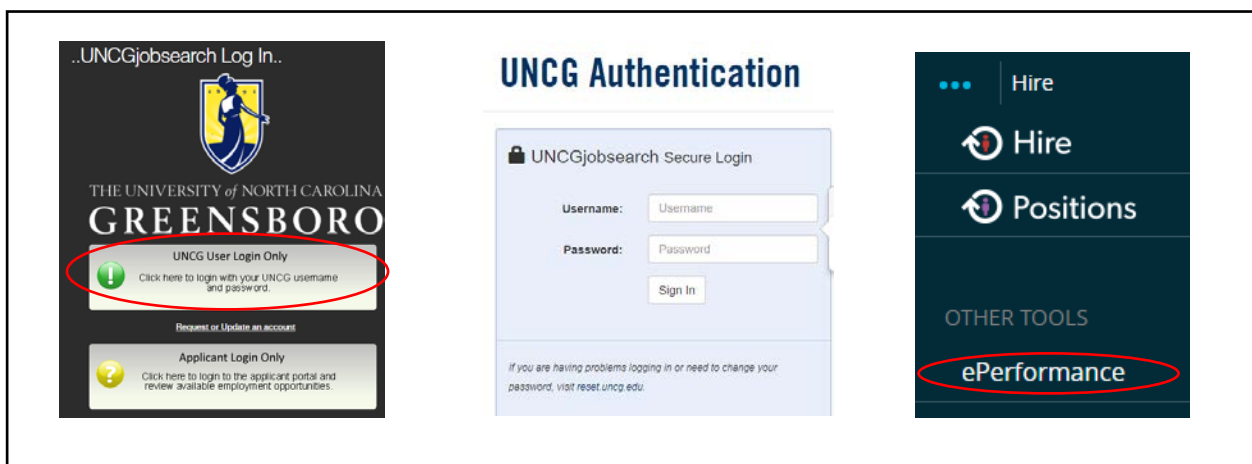 ..UNCGjobsearch Log In..
THE UNIVERSITY of NORTH CAROLINA
GREENSBORO
UNCG User Login Only
Click here to login with your UNCG username
and password.
Request or Update an account
Applicant Login Only
Click here to login to the applicant portal and
review available employment opportunities.
UNCG Authentication
UNCGjobsearch Secure Login
Username:
Username
Password:
Password
Sign In
If you are having problems logging in or need to change your
password, visit reset.uncg.edu.
Hire
Hire
Positions
OTHER TOOLS
ePerformance